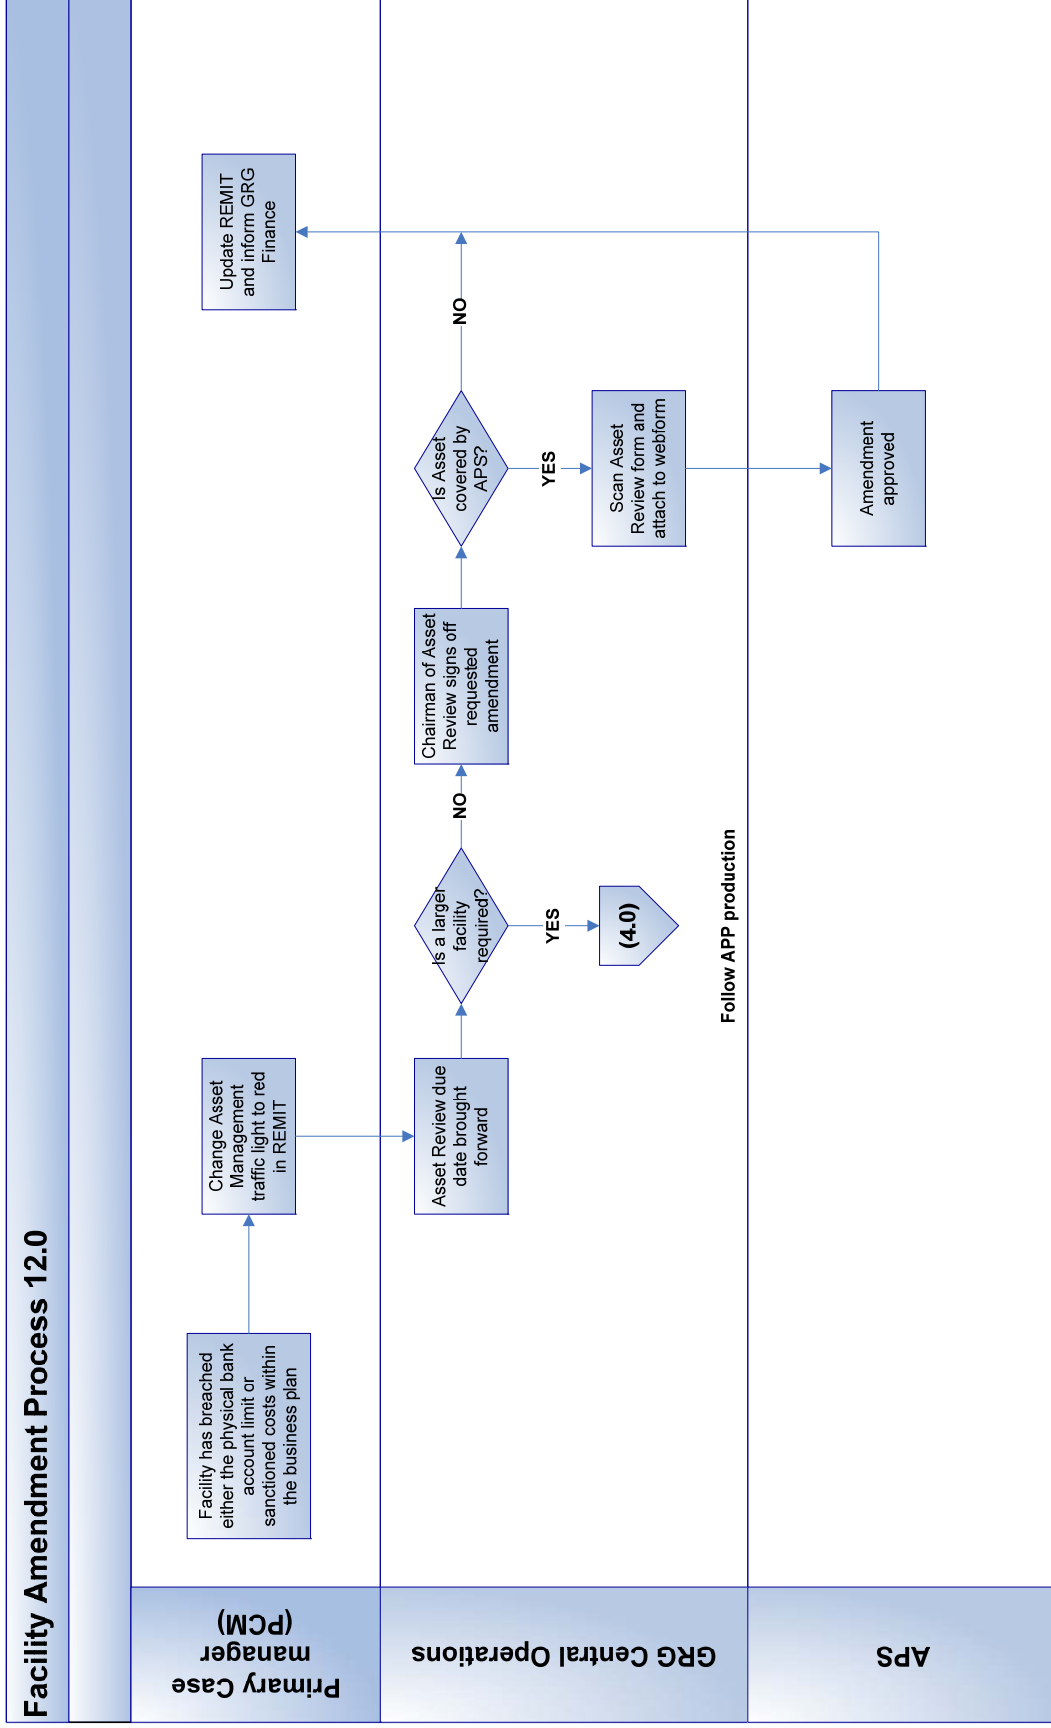 Facility Amendment Process 12.0
Primary Case
manager
(PCM)
Facility has breached
either the physical bank
account limit or
sanctioned costs within
the business plan
Change Asset
Management
traffic light to red
in REMIT
Update REMIT
and inform GRG
Finance
GRG Central Operations
Asset Review due
date brought
forward
Is a larger
facility
required?
NO
YES
(4.0)
Follow APP production
Chairman of Asset
Review signs off
requested
amendment
Is Asset
covered by
APS?
NO
YES
Scan Asset
Review form and
attach to webform
APS
Amendment
approved